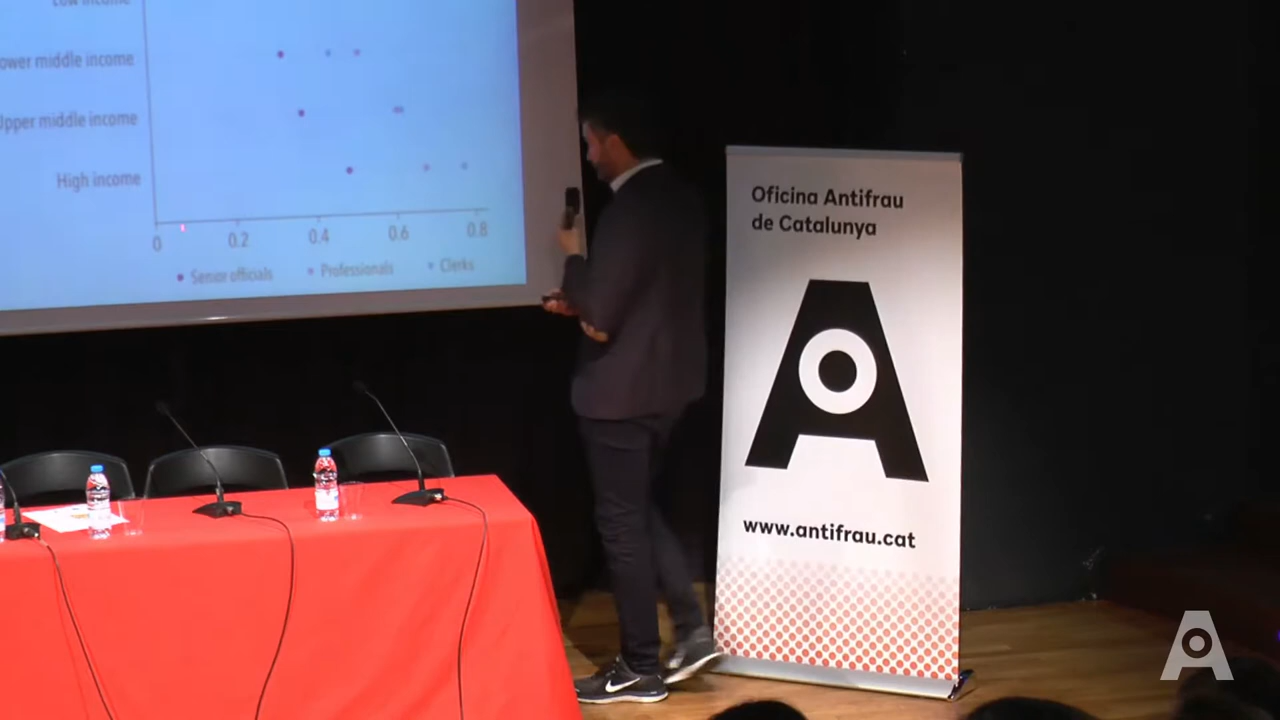 Low income
ower middle income
Upper middle income
High income
0 0.2 0.4 0.6 0.8
Senior officials Professionals Clerks
Oficina Antifrau
de Catalunya
www.antifrau.cat